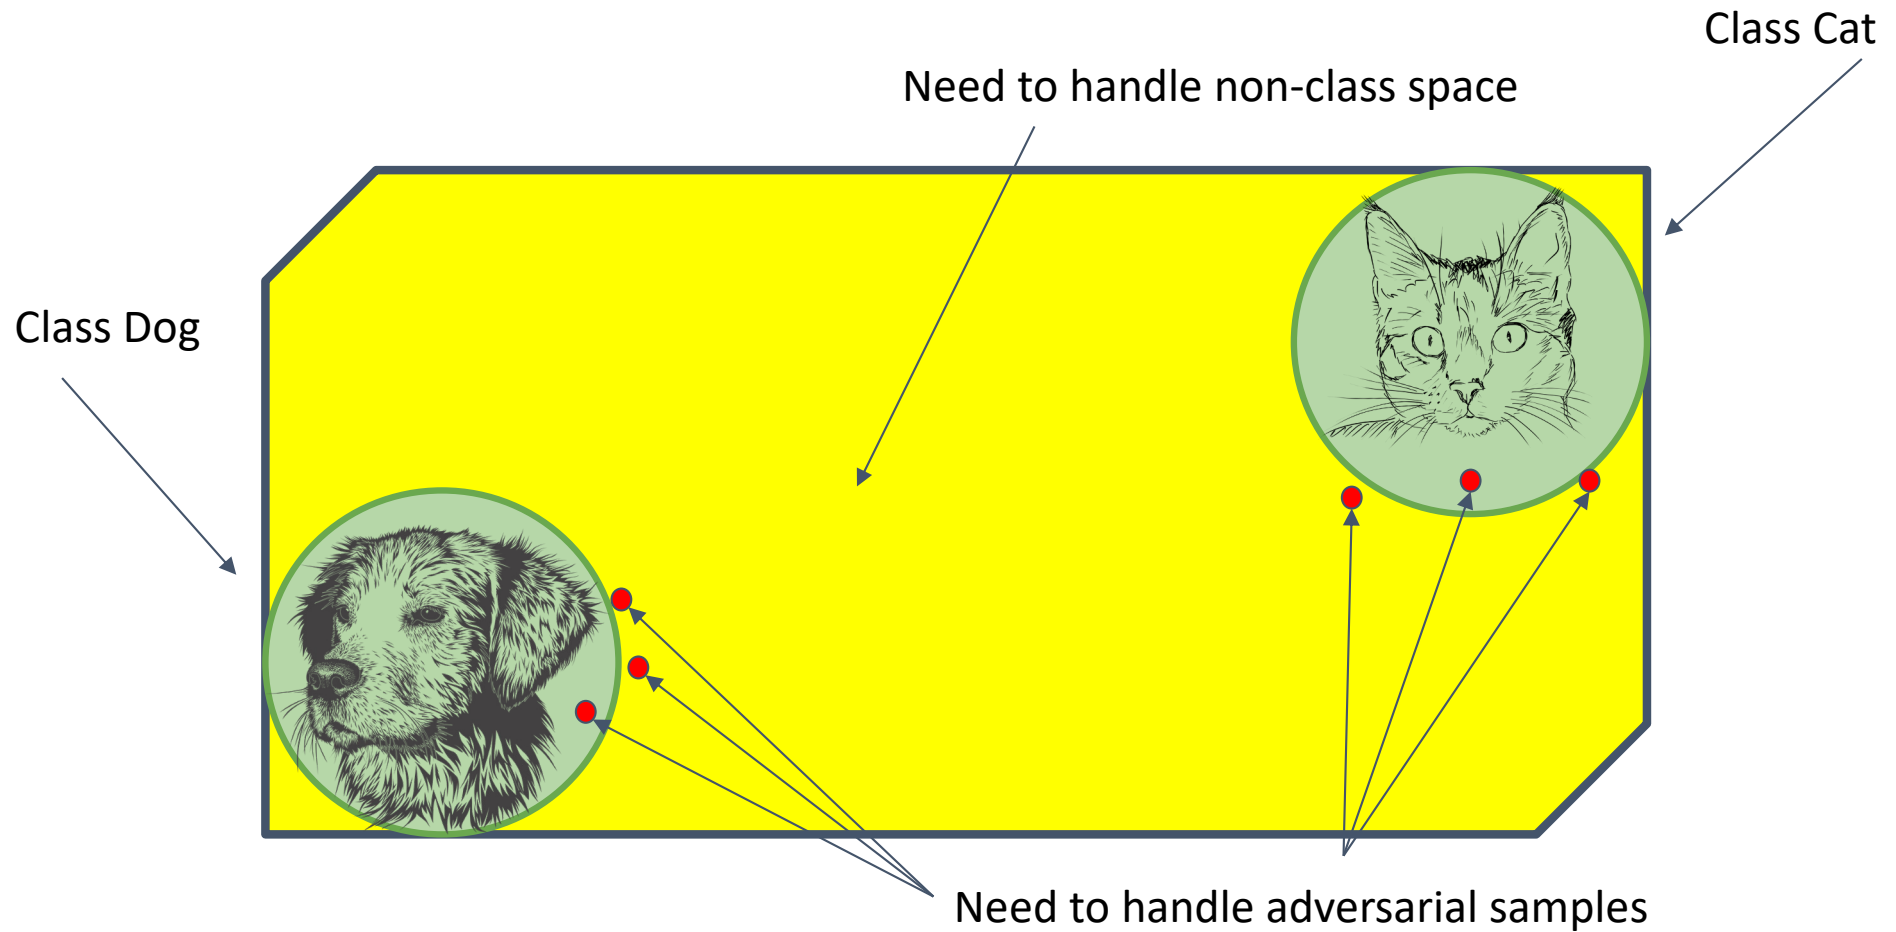 Class Cat
Need to handle non-class space
Class Dog
Need to handle adversarial samples